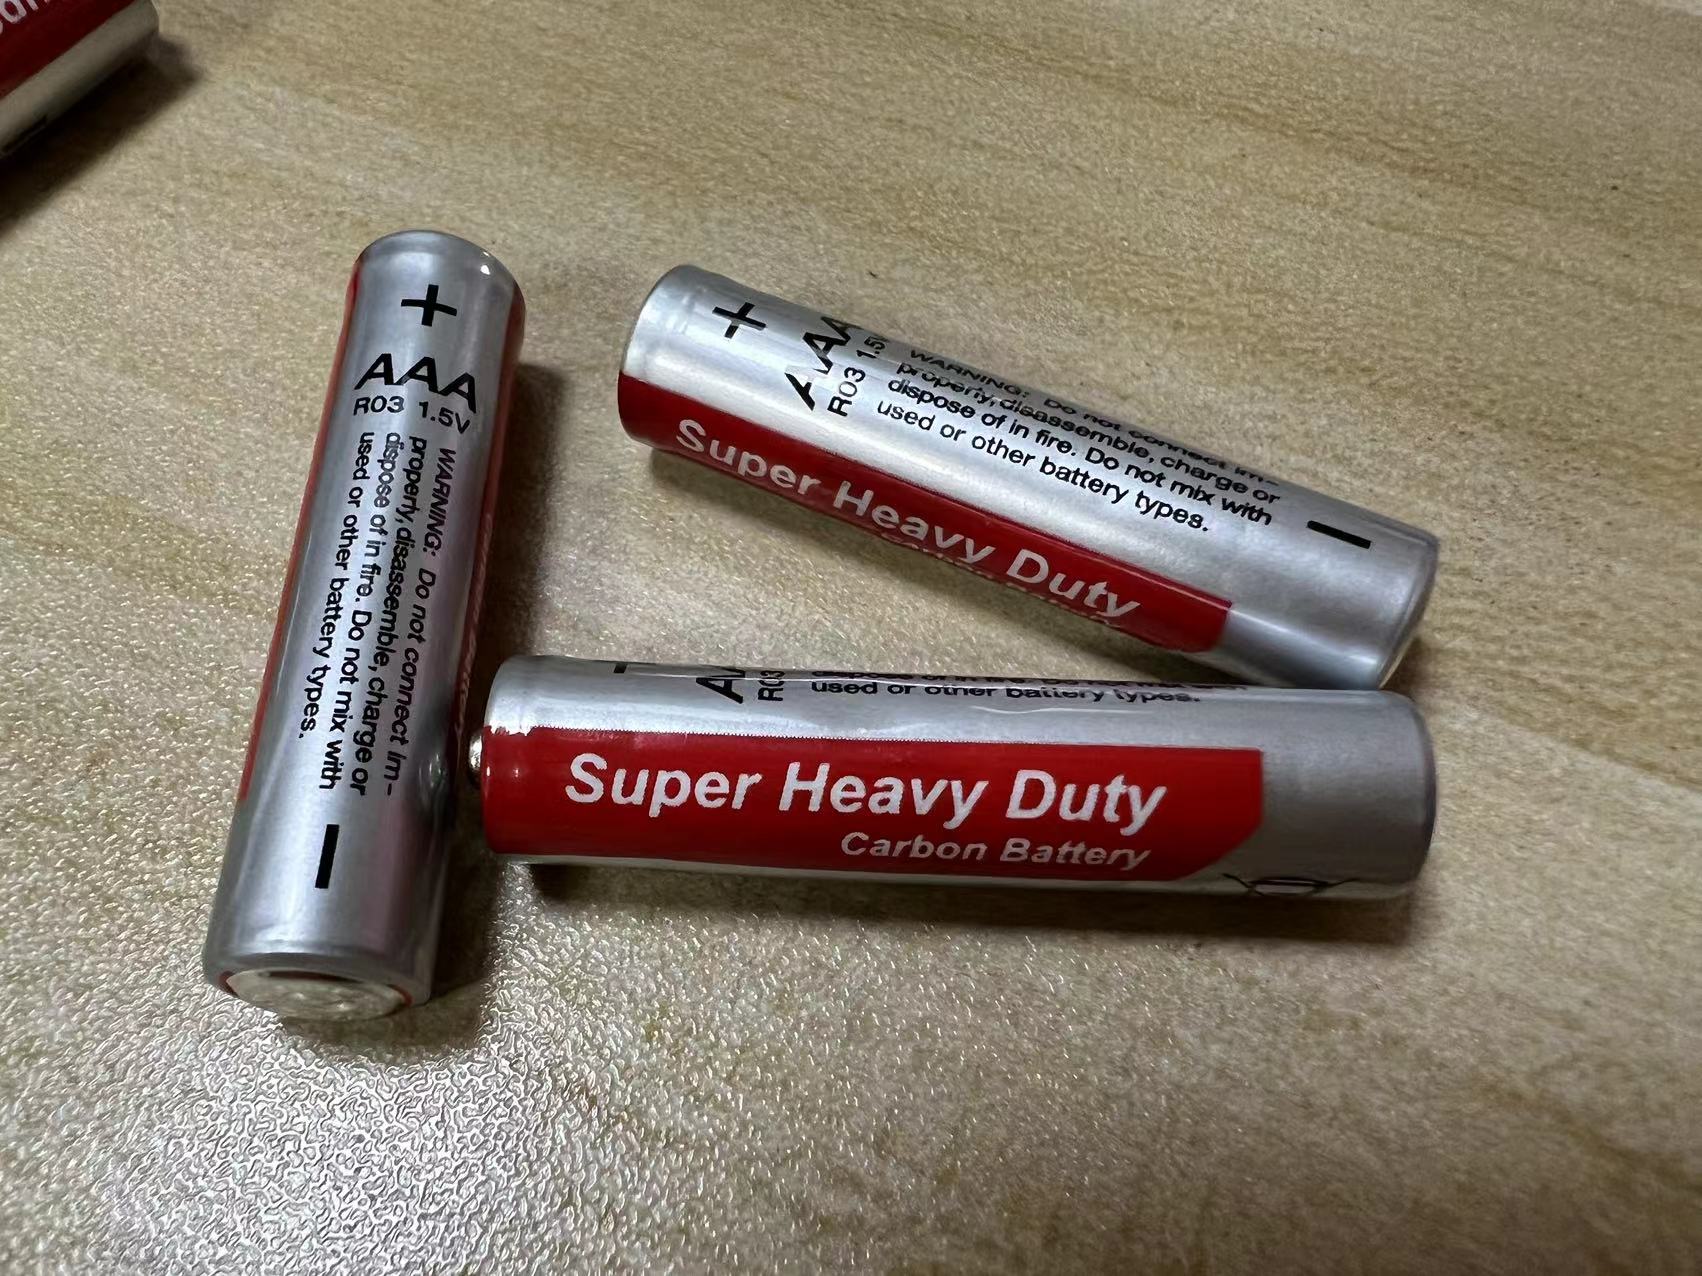 +
AAA
R03 1.5V
WARNING: Do not connect im-
properly, disassemble, charge or
dispose of in fire. Do not mix with
used or other battery types.
—
+
AAA
R03 1.5V
WARNING: Do not connect im-
properly, disassemble, charge or
dispose of in fire. Do not mix with
used or other battery types.
—
Super Heavy Duty
R03
used or other battery types.
Super Heavy Duty
Carbon Battery